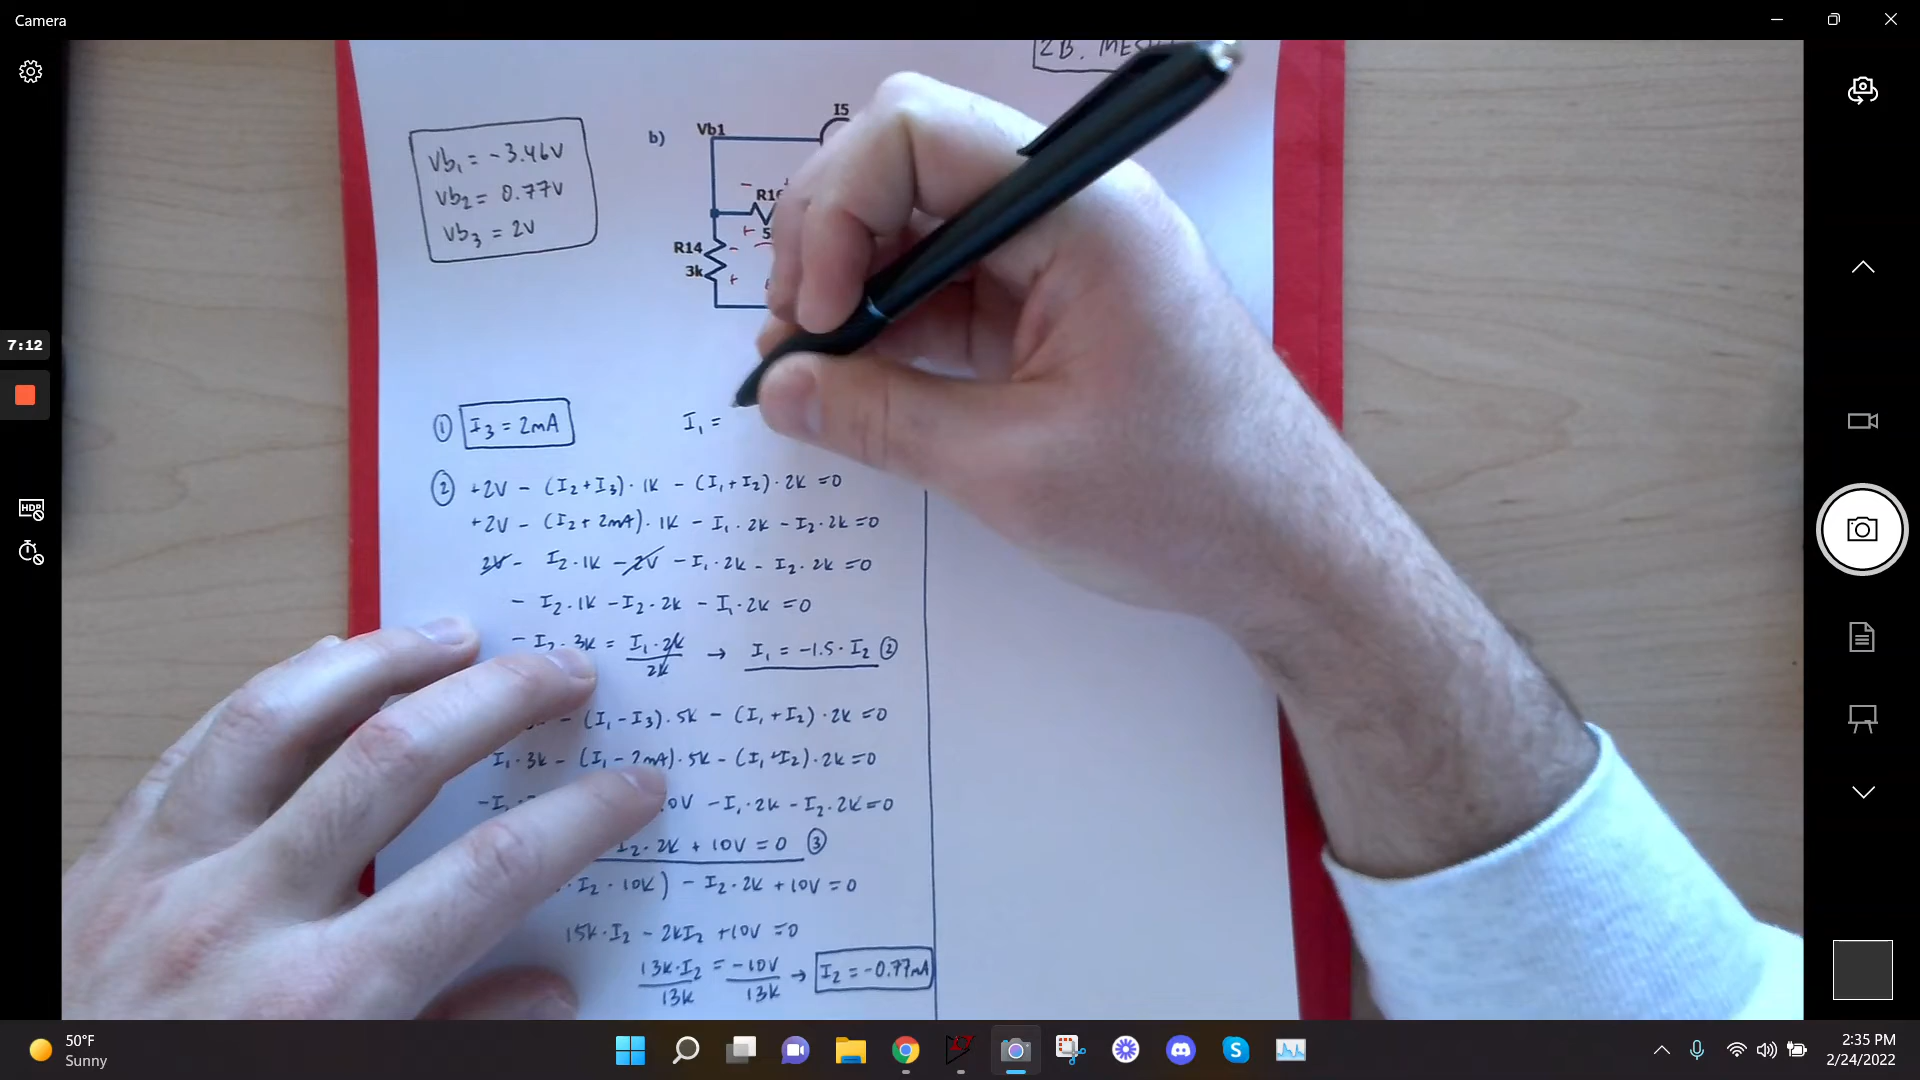 Camera
2B. MES
Vb1 = -3.46V
Vb2 = 0.77V
Vb3 = 2V
b)
Vb1
I5
- +
R16
+ 5
R14
3k
-
+
7:12
① I3 = 2mA
I1 =
② +2V - (I2+I3)·1K - (I1+I2)·2K =0
+2V - (I2 + 2mA)·1K - I1·2K - I2·2K =0
2V - I2·1K - 2V - I1·2K - I2·2K =0
- I2·1K - I2·2K - I1·2K =0
- I2·3K = I1·2K / 2K → I1 = -1.5·I2 ②
- (I1-I3)·5K - (I1+I2)·2K =0
I1·3K - (I1 - 2mA)·5K - (I1+I2)·2K =0
-I1 0V - I1·2K - I2·2K =0
I2·2K + 10V = 0 ③
·I2·10K) - I2·2K + 10V = 0
15K·I2 - 2KI2 + 10V =0
13K·I2 / 13K = -10V / 13K → I2 = -0.77mA
HDR
50°F
Sunny
2:35 PM
2/24/2022